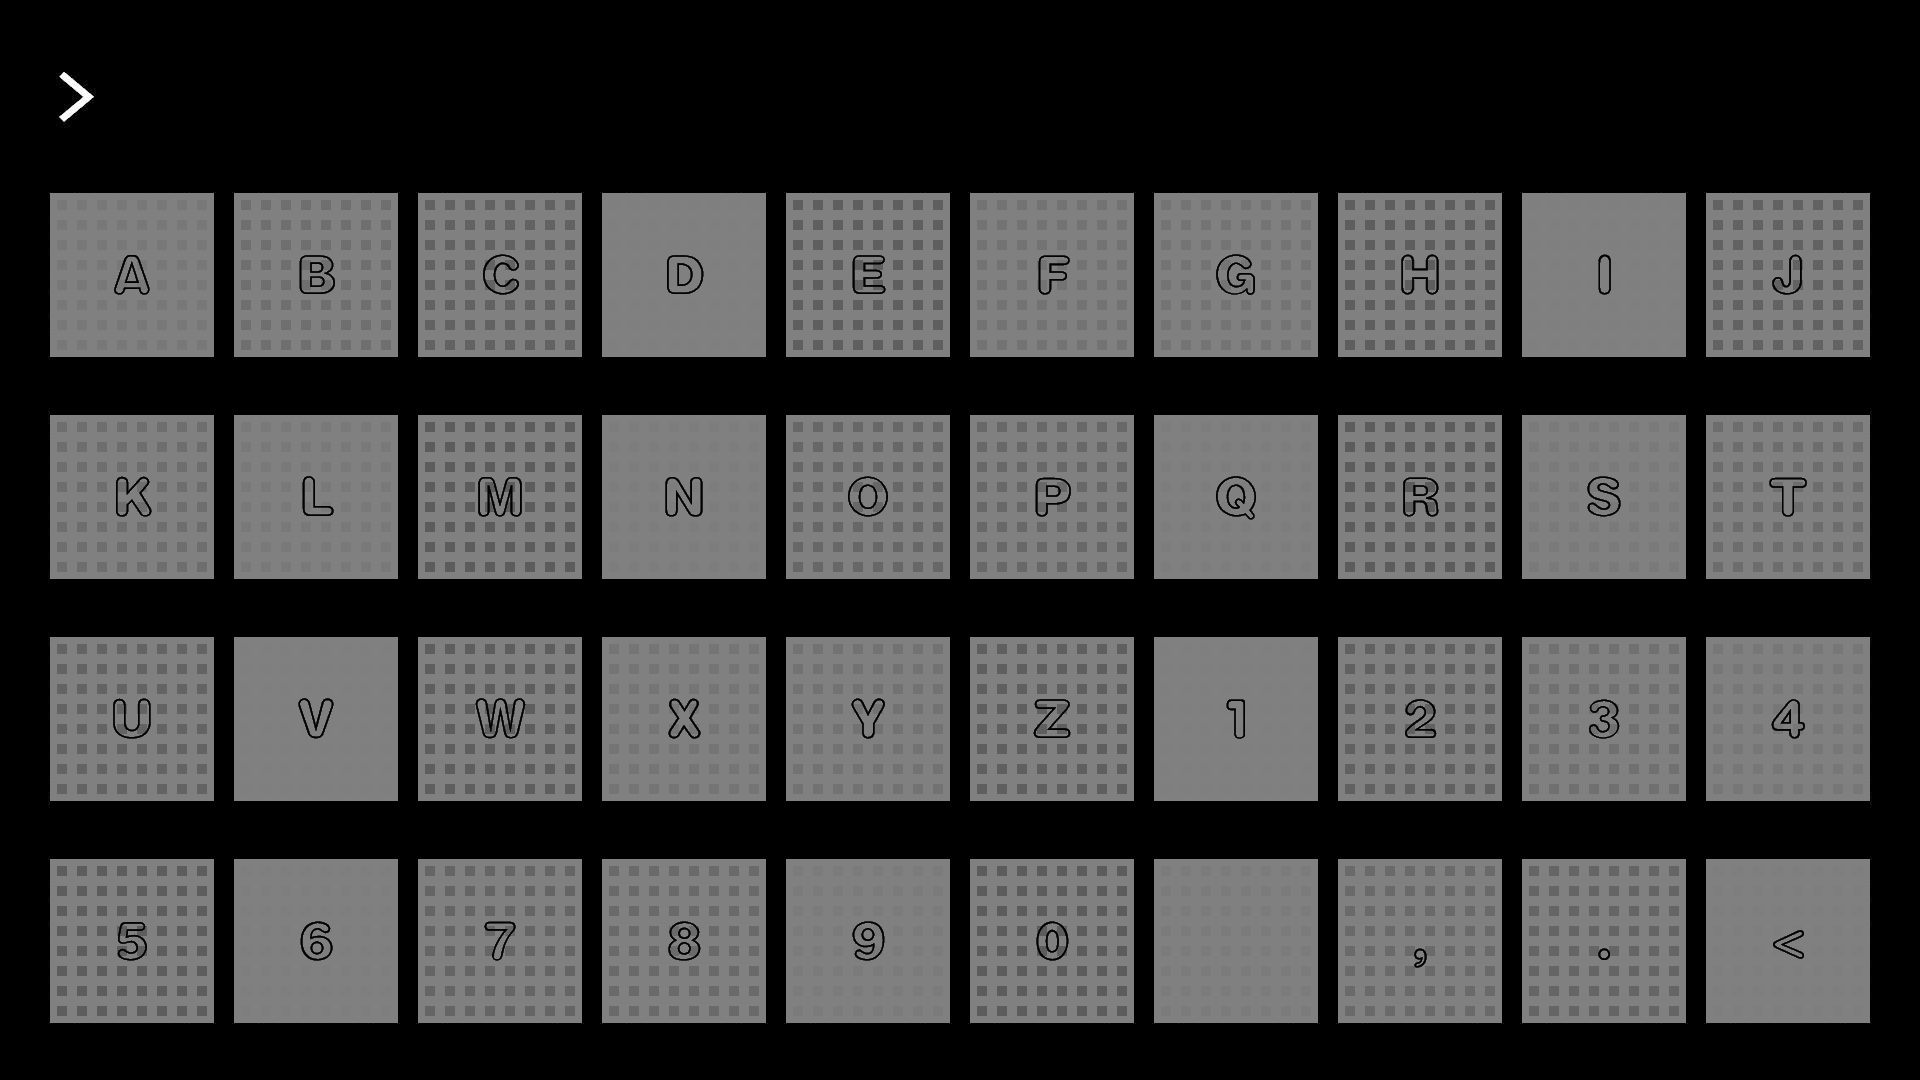 >
A B C D E F G H I J
K L M N O P Q R S T
U V W X Y Z 1 2 3 4
5 6 7 8 9 0 , . <